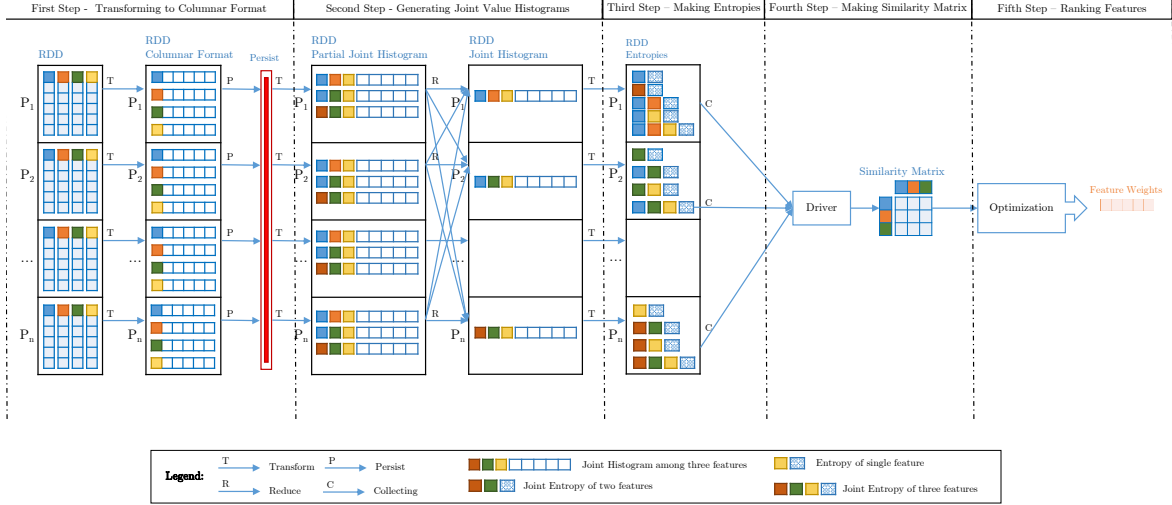 First Step - Transforming to Columnar Format
Second Step - Generating Joint Value Histograms
Third Step – Making Entropies
Fourth Step – Making Similarity Matrix
Fifth Step – Ranking Features
RDD
RDD
Columnar Format
Persist
RDD
Partial Joint Histogram
RDD
Joint Histogram
RDD
Entropies
P1
T
P1
P
T
P1
R
P1
T
P1
C
P2
T
P2
P
T
P2
R
P2
T
P2
C
Driver
Similarity Matrix
Optimization
Feature Weights
...
T
...
P
T
...
...
T
...
Pn
T
Pn
P
T
Pn
R
Pn
T
Pn
C
Legend:
T
Transform
P
Persist
Joint Histogram among three features
Entropy of single feature
R
Reduce
C
Collecting
Joint Entropy of two features
Joint Entropy of three features